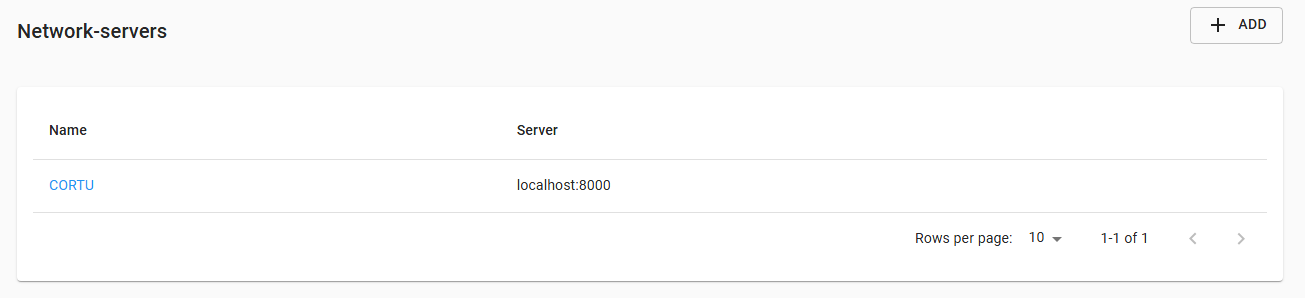 Network-servers
ADD
Name Server
CORTU localhost:8000
Rows per page: 10 1-1 of 1